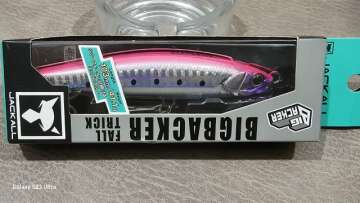 JACKALL
BIG
BACKER
BIGBACKER
FALL
TRICK
JACKALL
Galaxy S23 Ultra